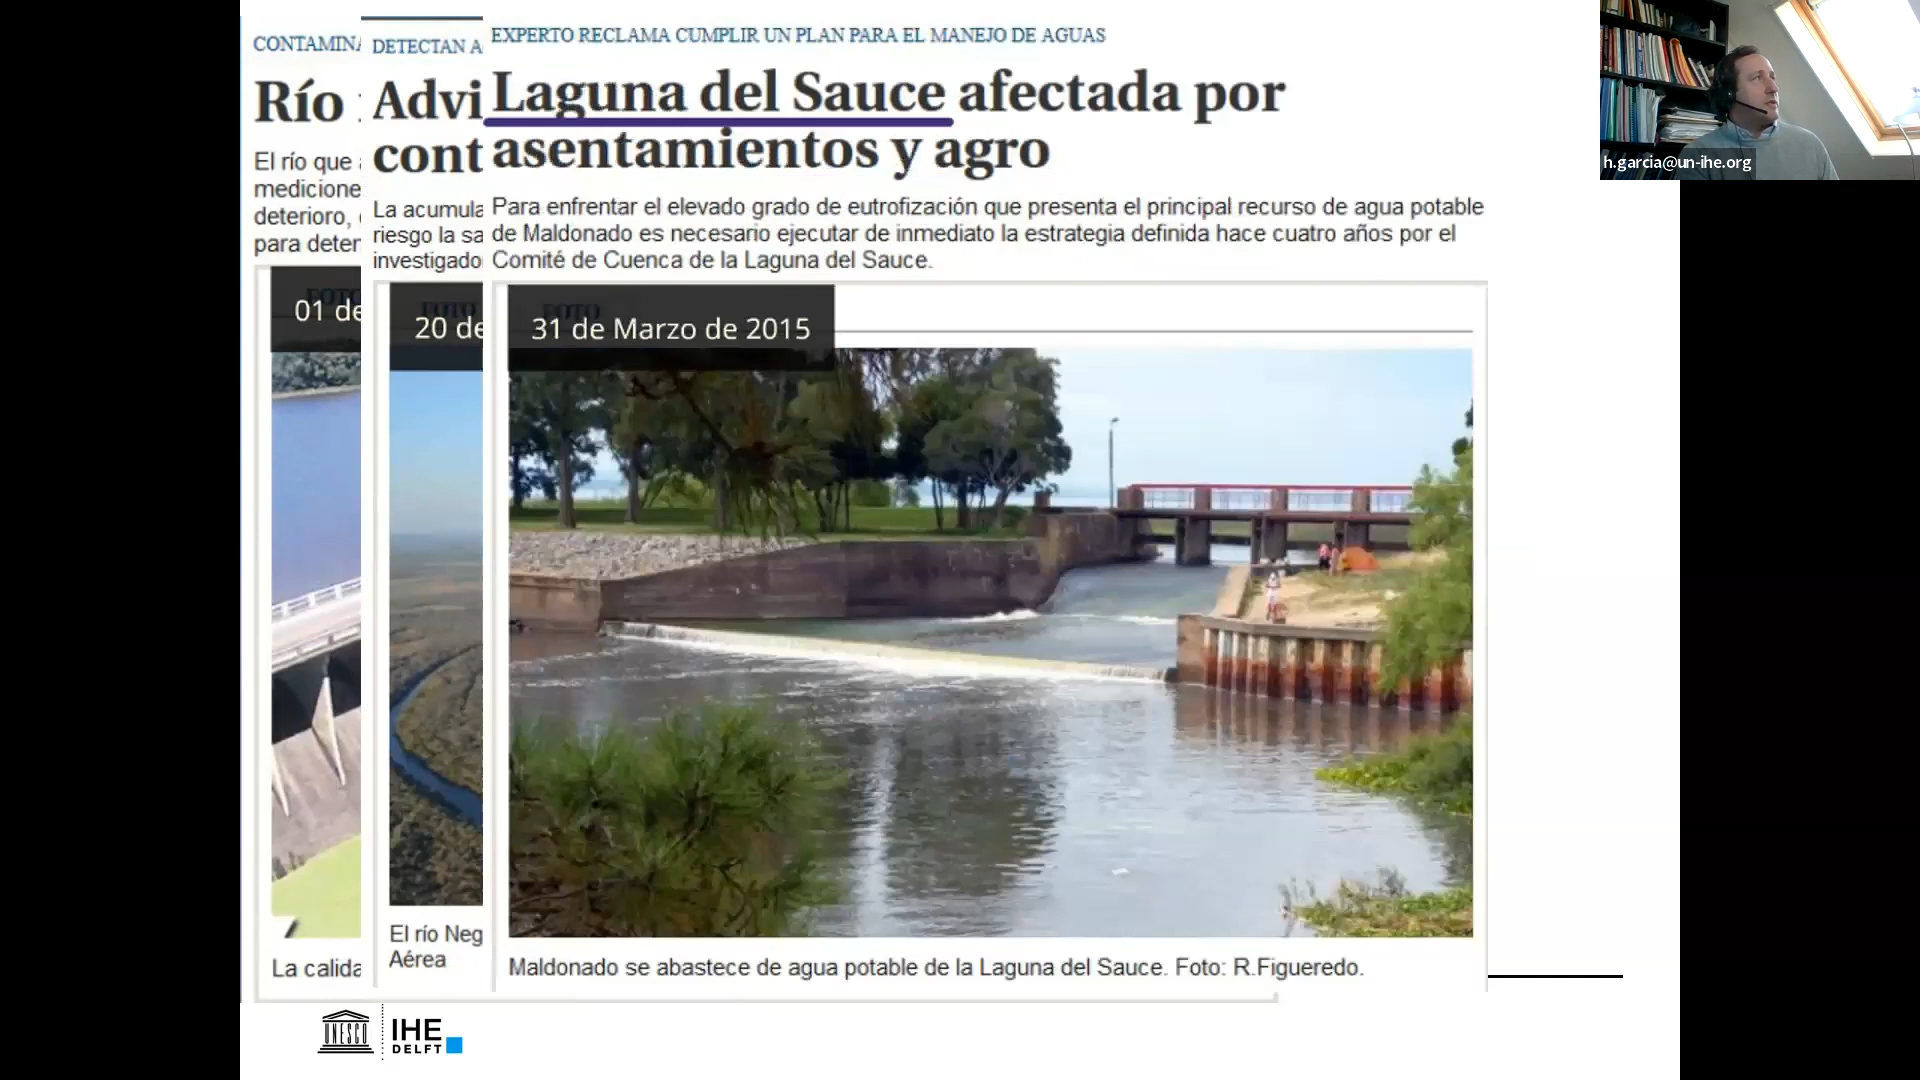 CONTAMINA
Río
El río que
medicione
deterioro,
para deter
01 de
La calida
DETECTAN A
Advi
cont
La acumula
riesgo la sa
investigado
FOTO
20 de
El río Neg
Aérea
EXPERTO RECLAMA CUMPLIR UN PLAN PARA EL MANEJO DE AGUAS
Laguna del Sauce afectada por
asentamientos y agro
Para enfrentar el elevado grado de eutrofización que presenta el principal recurso de agua potable
de Maldonado es necesario ejecutar de inmediato la estrategia definida hace cuatro años por el
Comité de Cuenca de la Laguna del Sauce.
FOTO
31 de Marzo de 2015
Maldonado se abastece de agua potable de la Laguna del Sauce. Foto: R.Figueredo.
h.garcia@un-ihe.org
UNESCO
IHE
DELFT